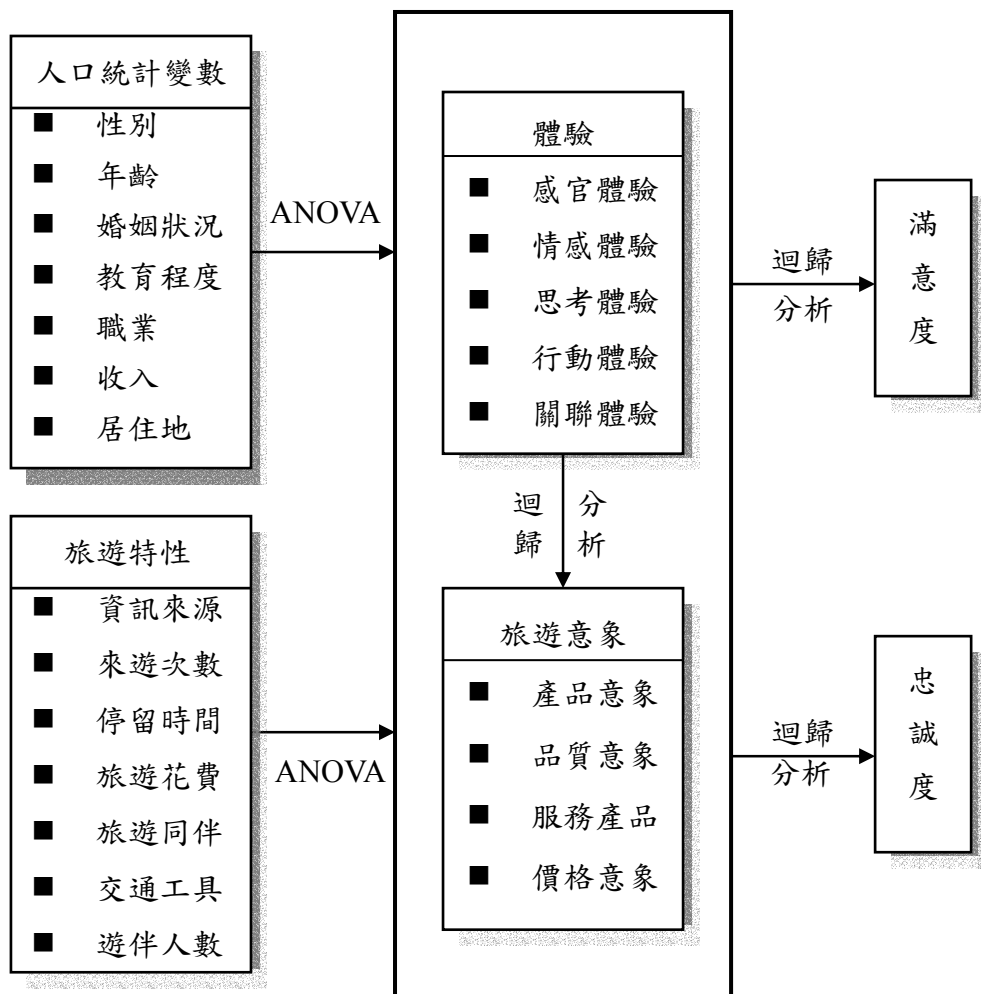 人口統計變數
■ 性別
■ 年齡
■ 婚姻狀況
■ 教育程度
■ 職業
■ 收入
■ 居住地
ANOVA
旅遊特性
■ 資訊來源
■ 來遊次數
■ 停留時間
■ 旅遊花費
■ 旅遊同伴
■ 交通工具
■ 遊伴人數
ANOVA
體驗
■ 感官體驗
■ 情感體驗
■ 思考體驗
■ 行動體驗
■ 關聯體驗
迴歸
分析
旅遊意象
■ 產品意象
■ 品質意象
■ 服務產品
■ 價格意象
迴歸
分析
滿意度
迴歸
分析
忠誠度